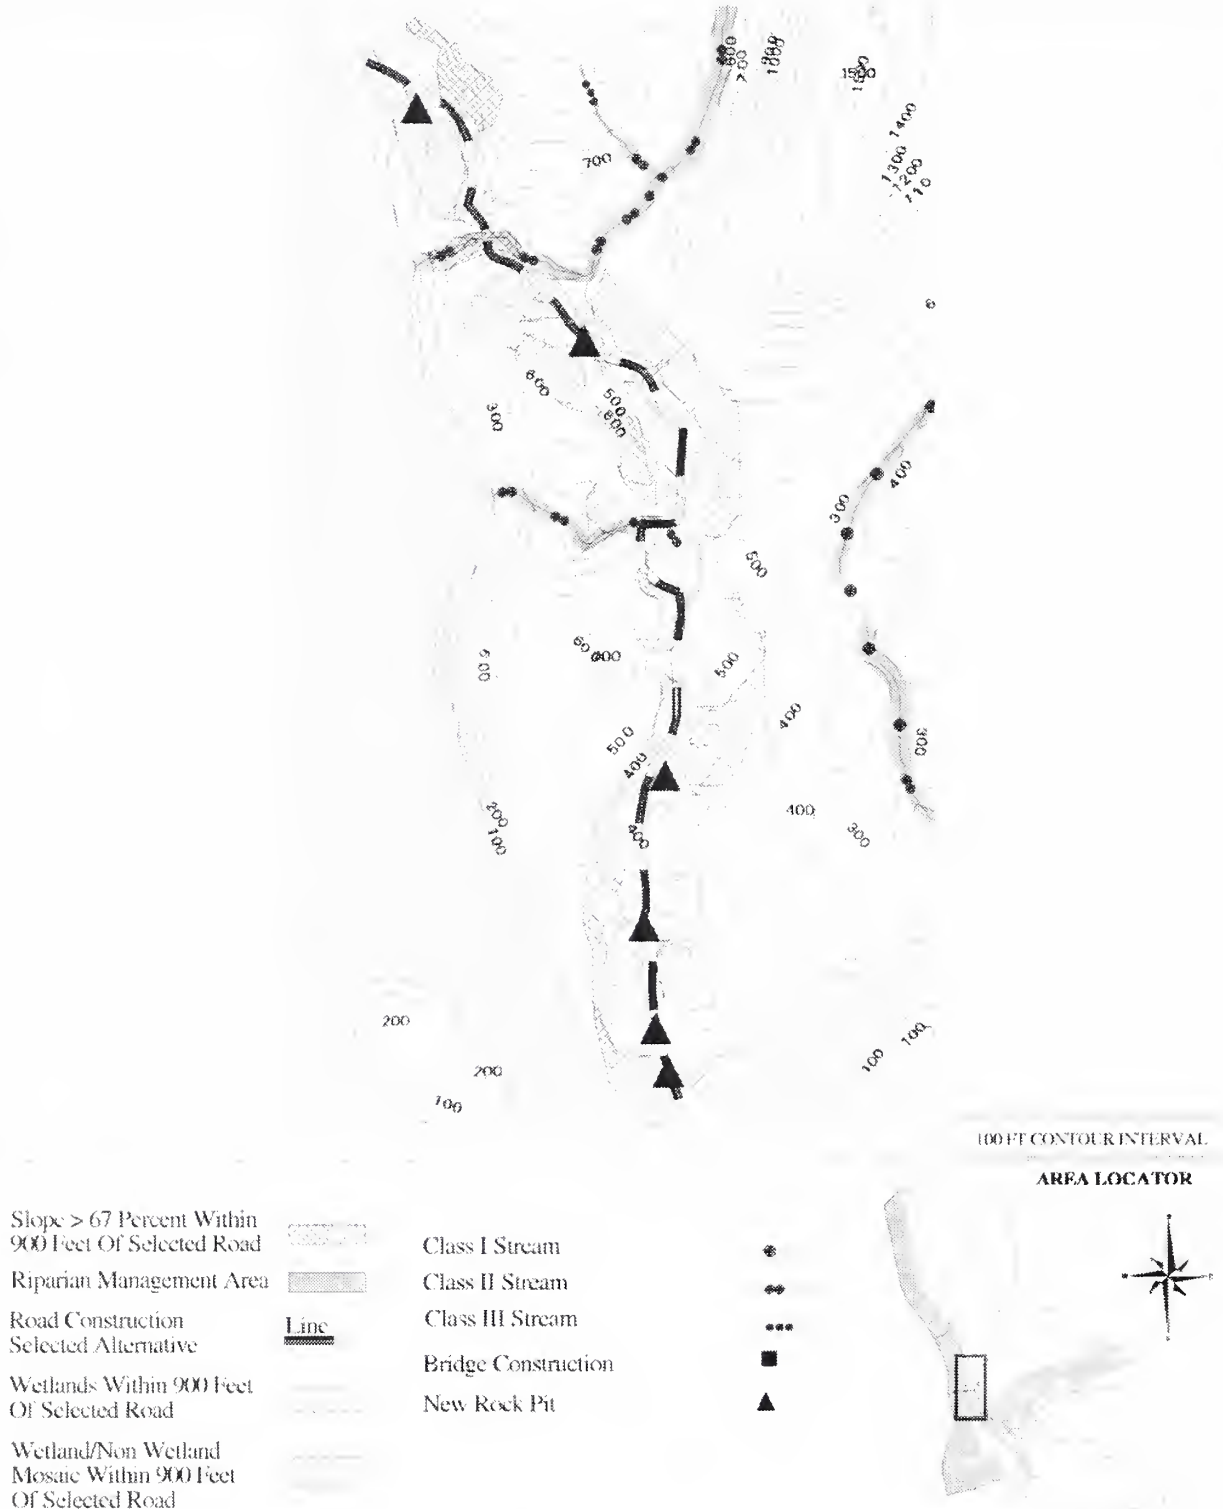 600
700
900
1000
1500
1400
1300
1200
700
600
500
600
300
400
300
500
600
500
400
500
400
300
200
100
400
400
300
200
200
100
100
100
100 FT CONTOUR INTERVAL
AREA LOCATOR
Slope > 67 Percent Within
900 Feet Of Selected Road
Riparian Management Area
Road Construction
Selected Alternative
Line
Wetlands Within 900 Feet
Of Selected Road
Wetland/Non Wetland
Mosaic Within 900 Feet
Of Selected Road
Class I Stream
Class II Stream
Class III Stream
Bridge Construction
New Rock Pit